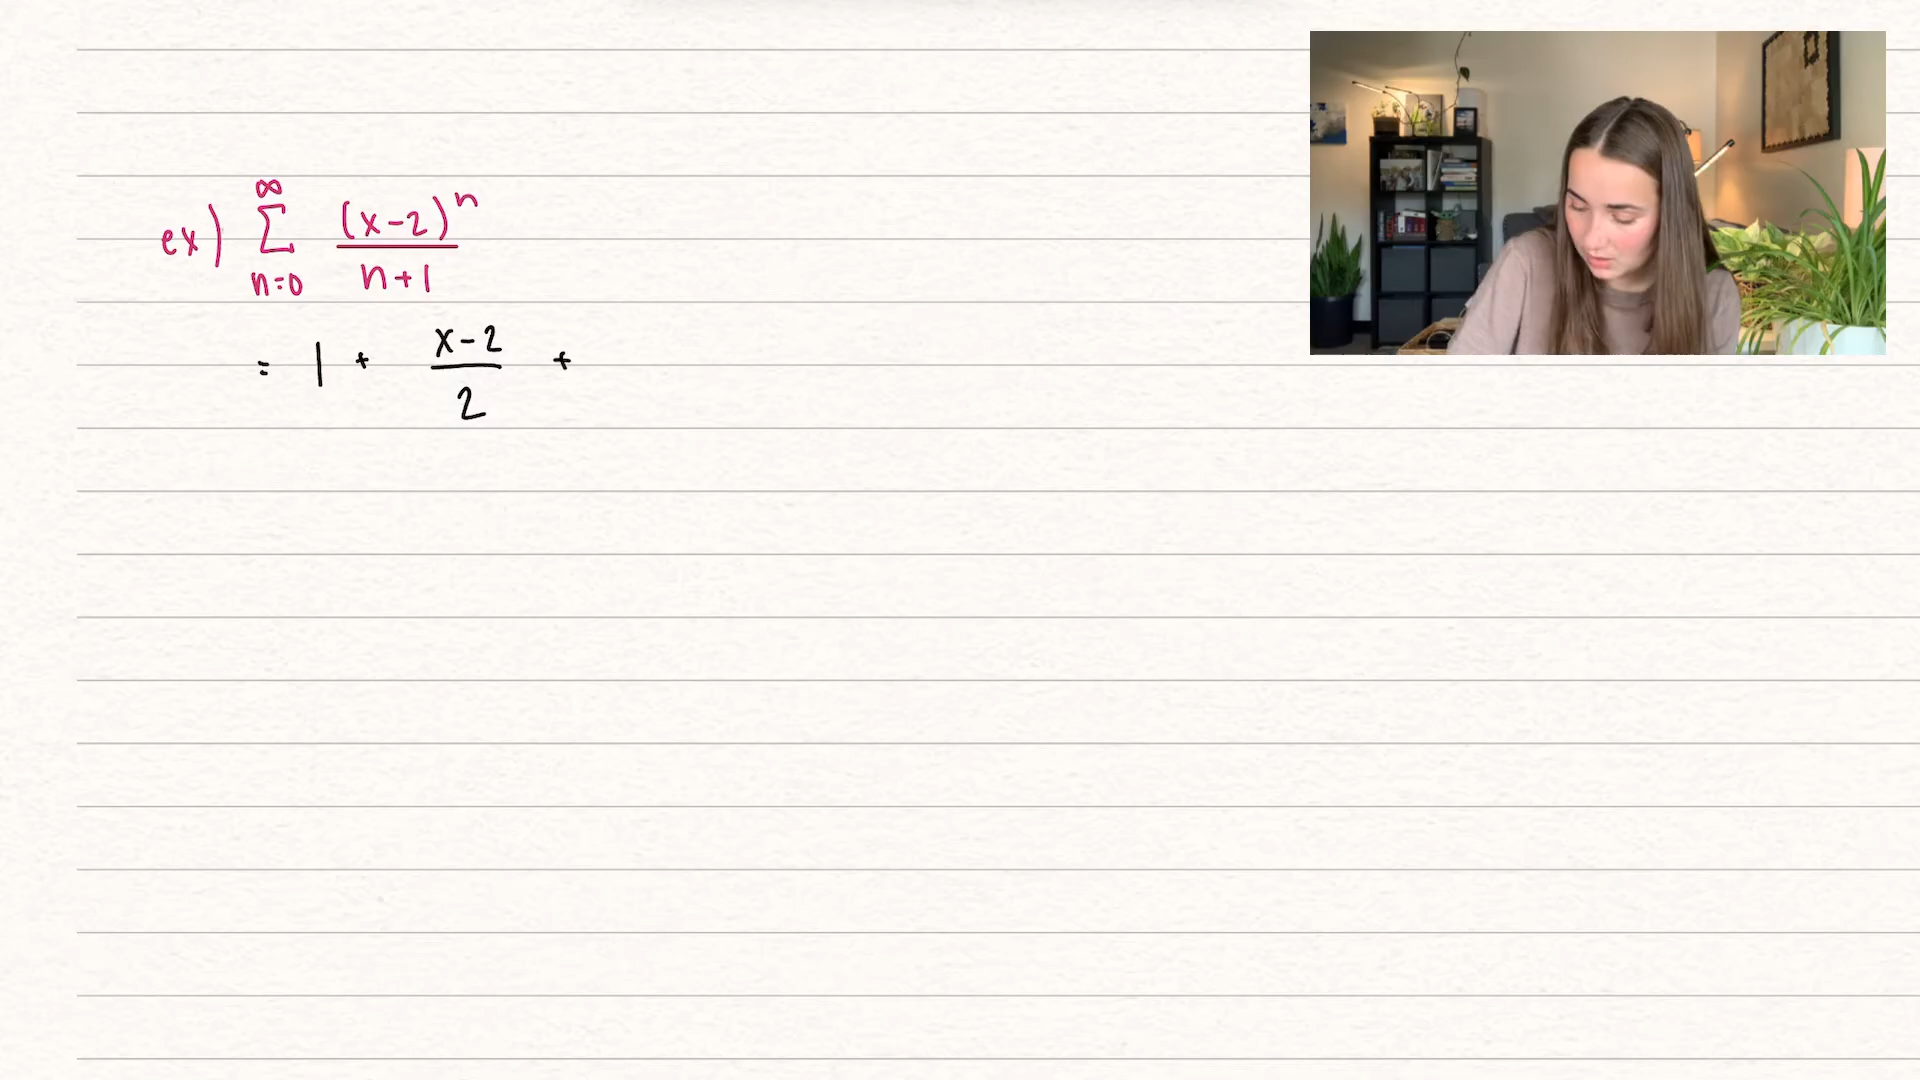 ex) ∞ Σ n=0 (x-2)^n / n+1
= 1 + x-2 / 2 +